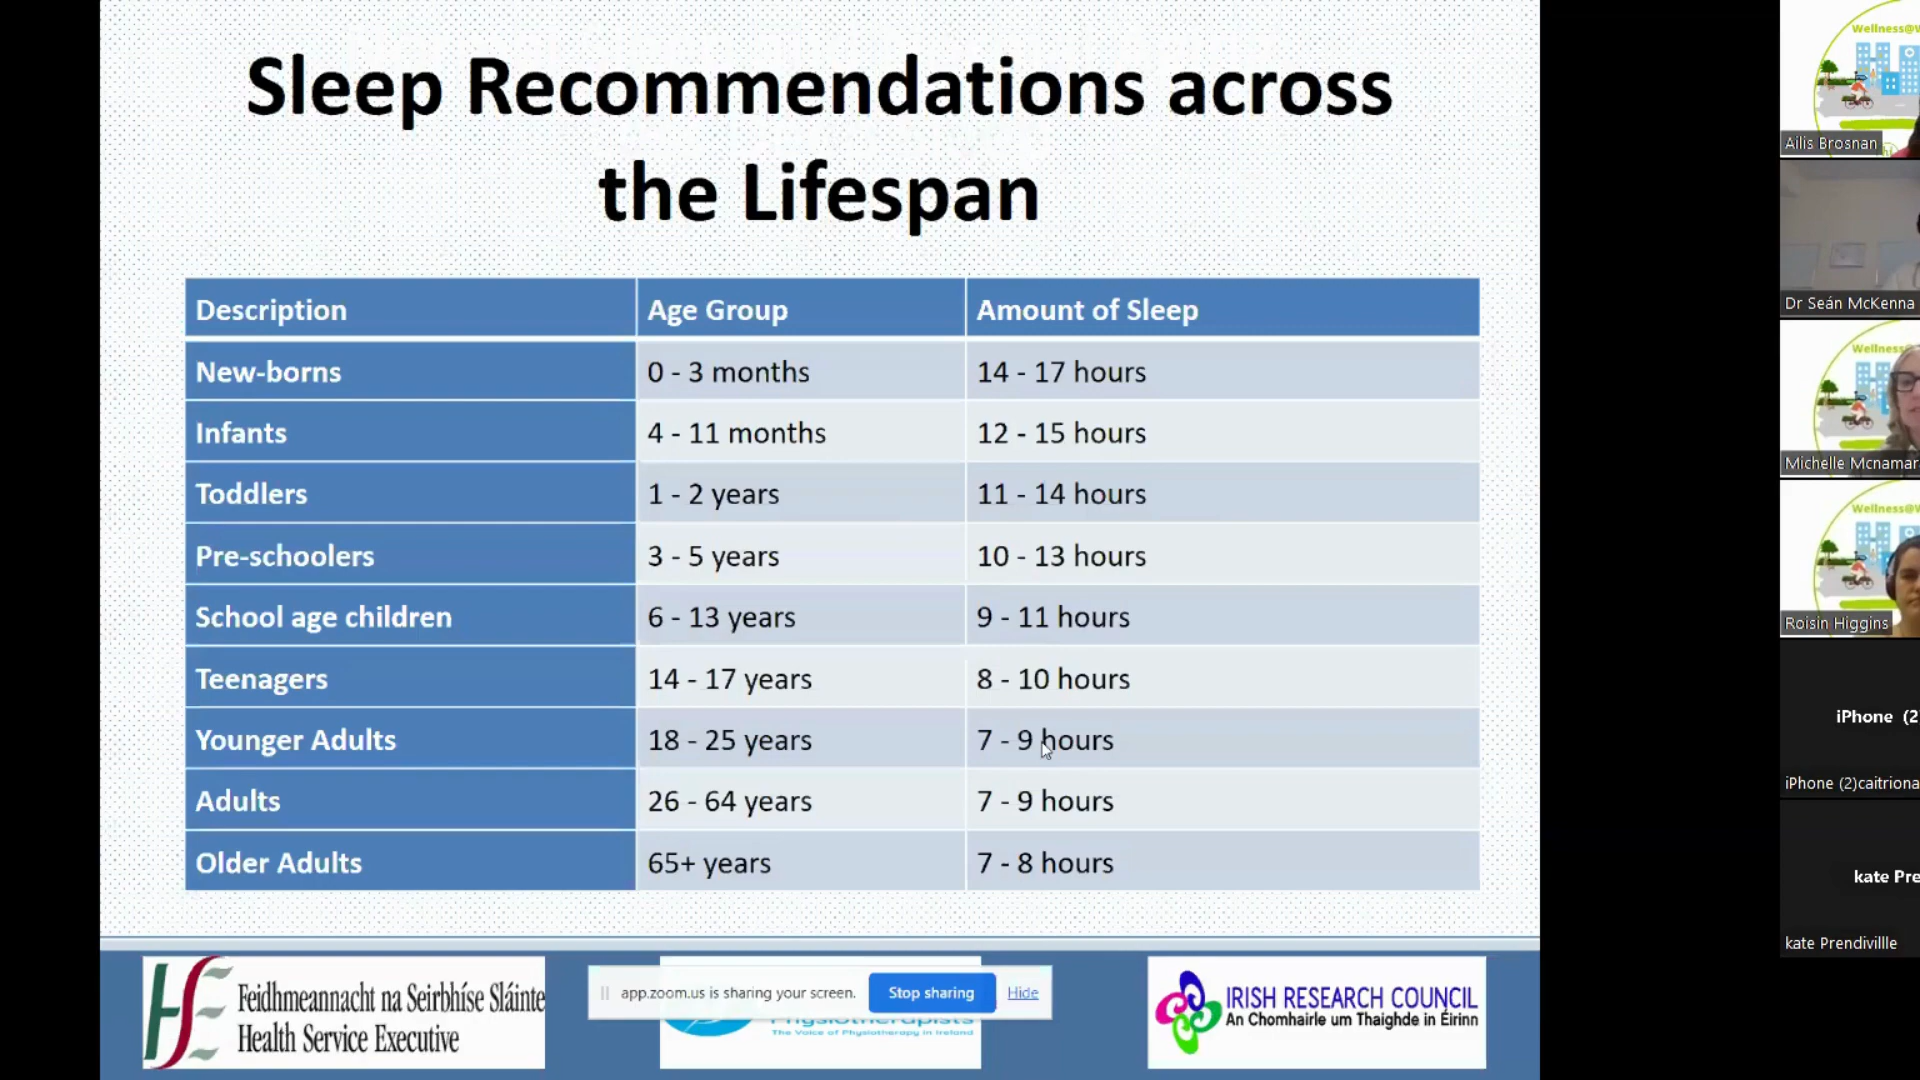 Sleep Recommendations across
the Lifespan
Description Age Group Amount of Sleep
New-borns 0 - 3 months 14 - 17 hours
Infants 4 - 11 months 12 - 15 hours
Toddlers 1 - 2 years 11 - 14 hours
Pre-schoolers 3 - 5 years 10 - 13 hours
School age children 6 - 13 years 9 - 11 hours
Teenagers 14 - 17 years 8 - 10 hours
Younger Adults 18 - 25 years 7 - 9 hours
Adults 26 - 64 years 7 - 9 hours
Older Adults 65+ years 7 - 8 hours
Feidhmeannacht na Seirbhíse Sláinte
Health Service Executive
app.zoom.us is sharing your screen. Stop sharing Hide
The Voice of Physiotherapy in Ireland
IRISH RESEARCH COUNCIL
An Chomhairle um Thaighde in Éirinn
Ailis Brosnan
Dr Seán McKenna
Michelle Mcnamar
Roisin Higgins
iPhone (2
iPhone (2)caitriona
kate Pre
kate Prendivillle